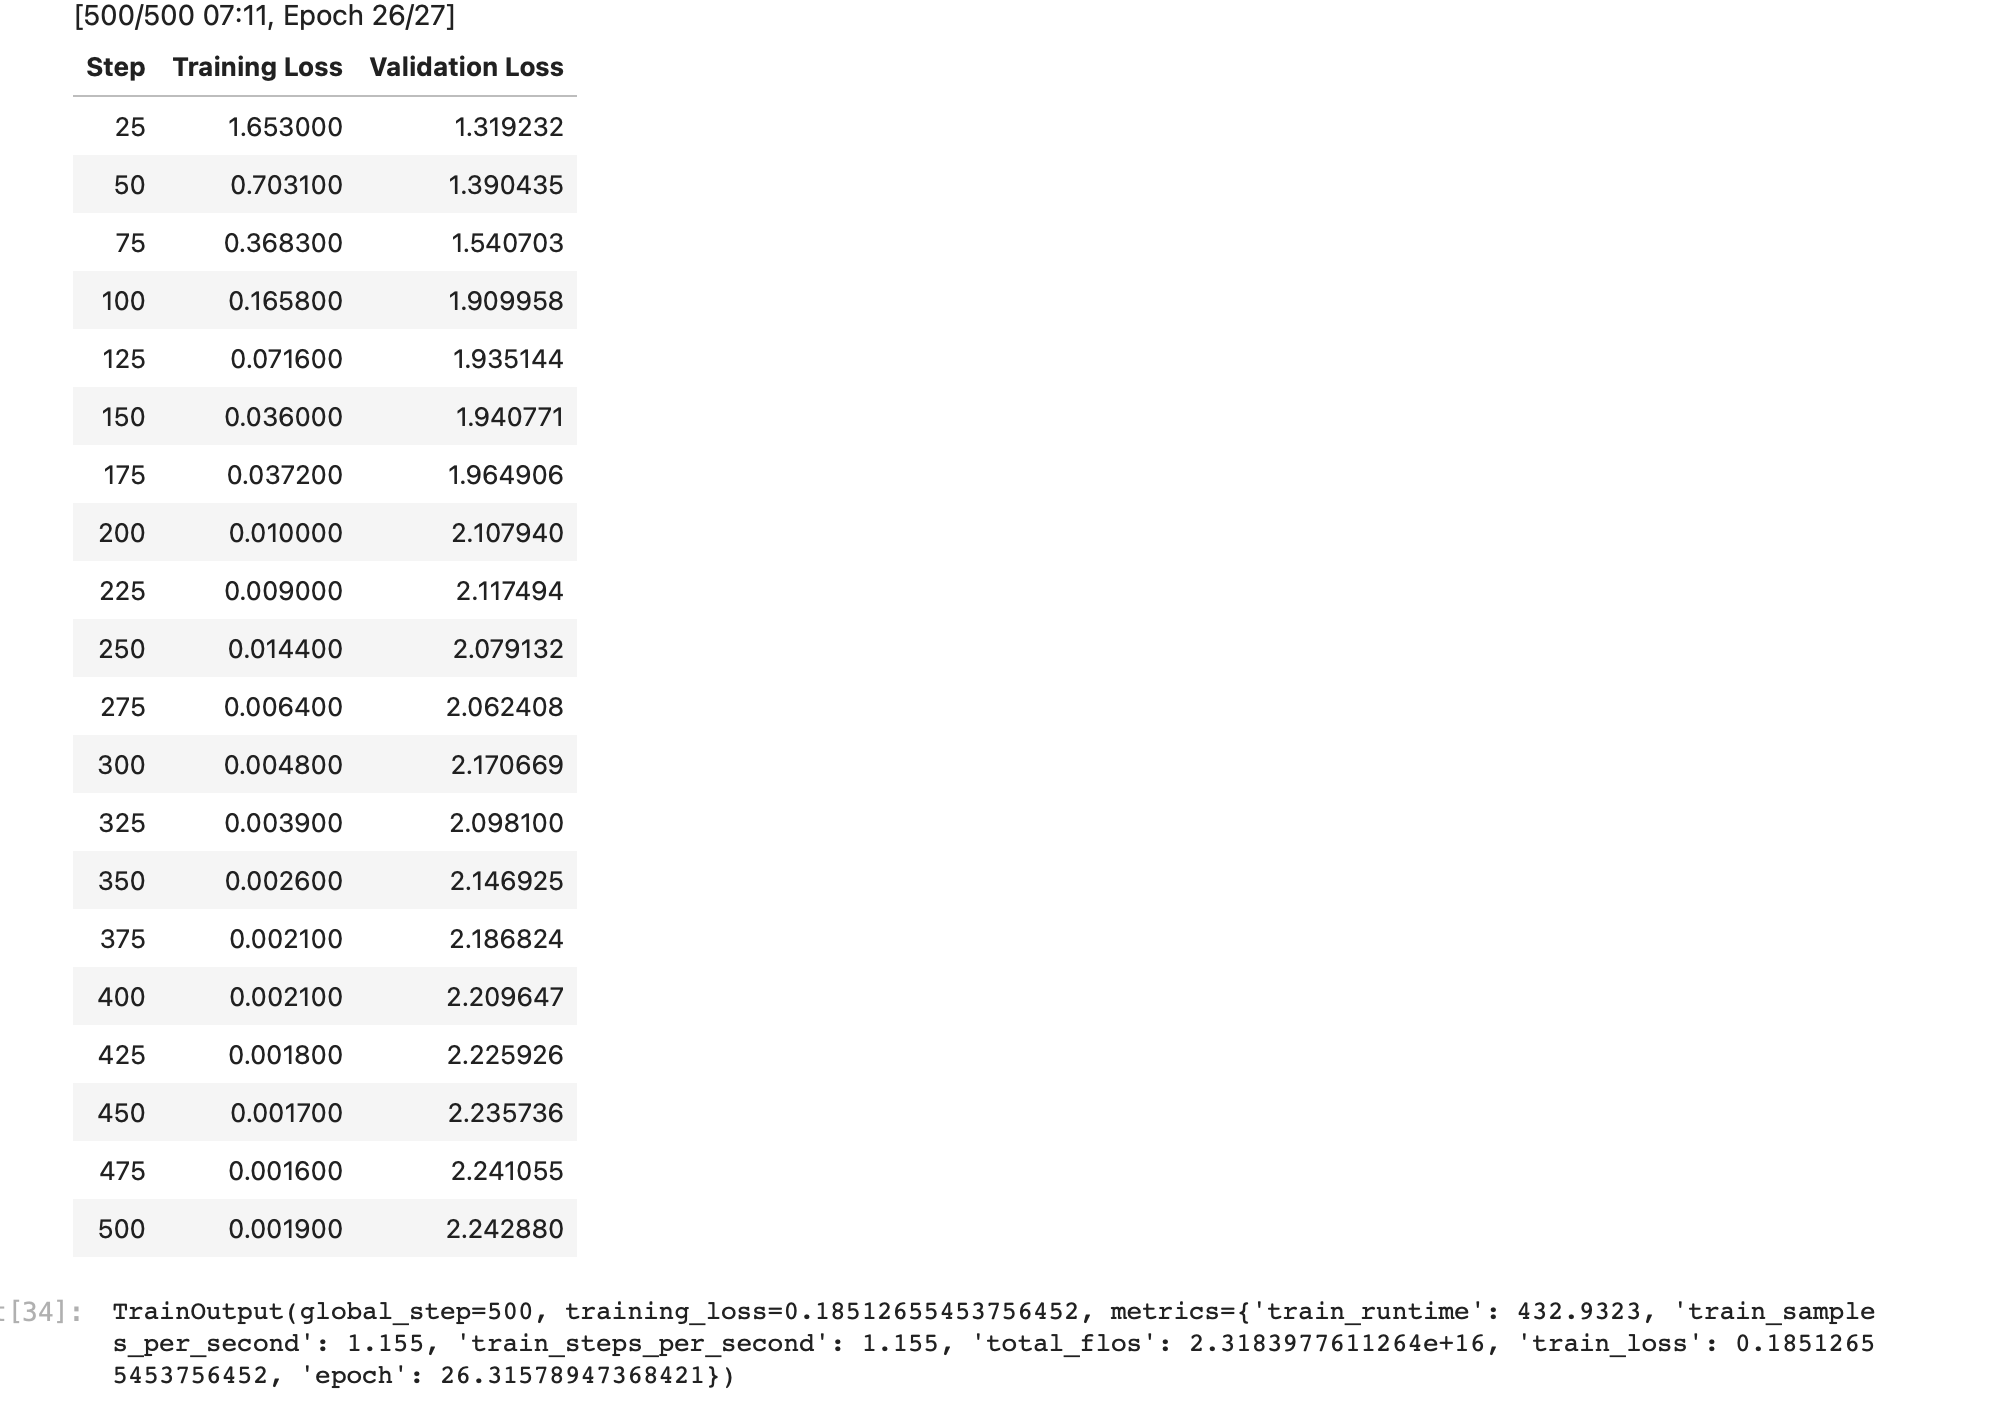 [500/500 07:11, Epoch 26/27]
Step Training Loss Validation Loss
25 1.653000 1.319232
50 0.703100 1.390435
75 0.368300 1.540703
100 0.165800 1.909958
125 0.071600 1.935144
150 0.036000 1.940771
175 0.037200 1.964906
200 0.010000 2.107940
225 0.009000 2.117494
250 0.014400 2.079132
275 0.006400 2.062408
300 0.004800 2.170669
325 0.003900 2.098100
350 0.002600 2.146925
375 0.002100 2.186824
400 0.002100 2.209647
425 0.001800 2.225926
450 0.001700 2.235736
475 0.001600 2.241055
500 0.001900 2.242880
t[34]: TrainOutput(global_step=500, training_loss=0.18512655453756452, metrics={'train_runtime': 432.9323, 'train_sample
s_per_second': 1.155, 'train_steps_per_second': 1.155, 'total_flos': 2.3183977611264e+16, 'train_loss': 0.1851265
5453756452, 'epoch': 26.31578947368421})